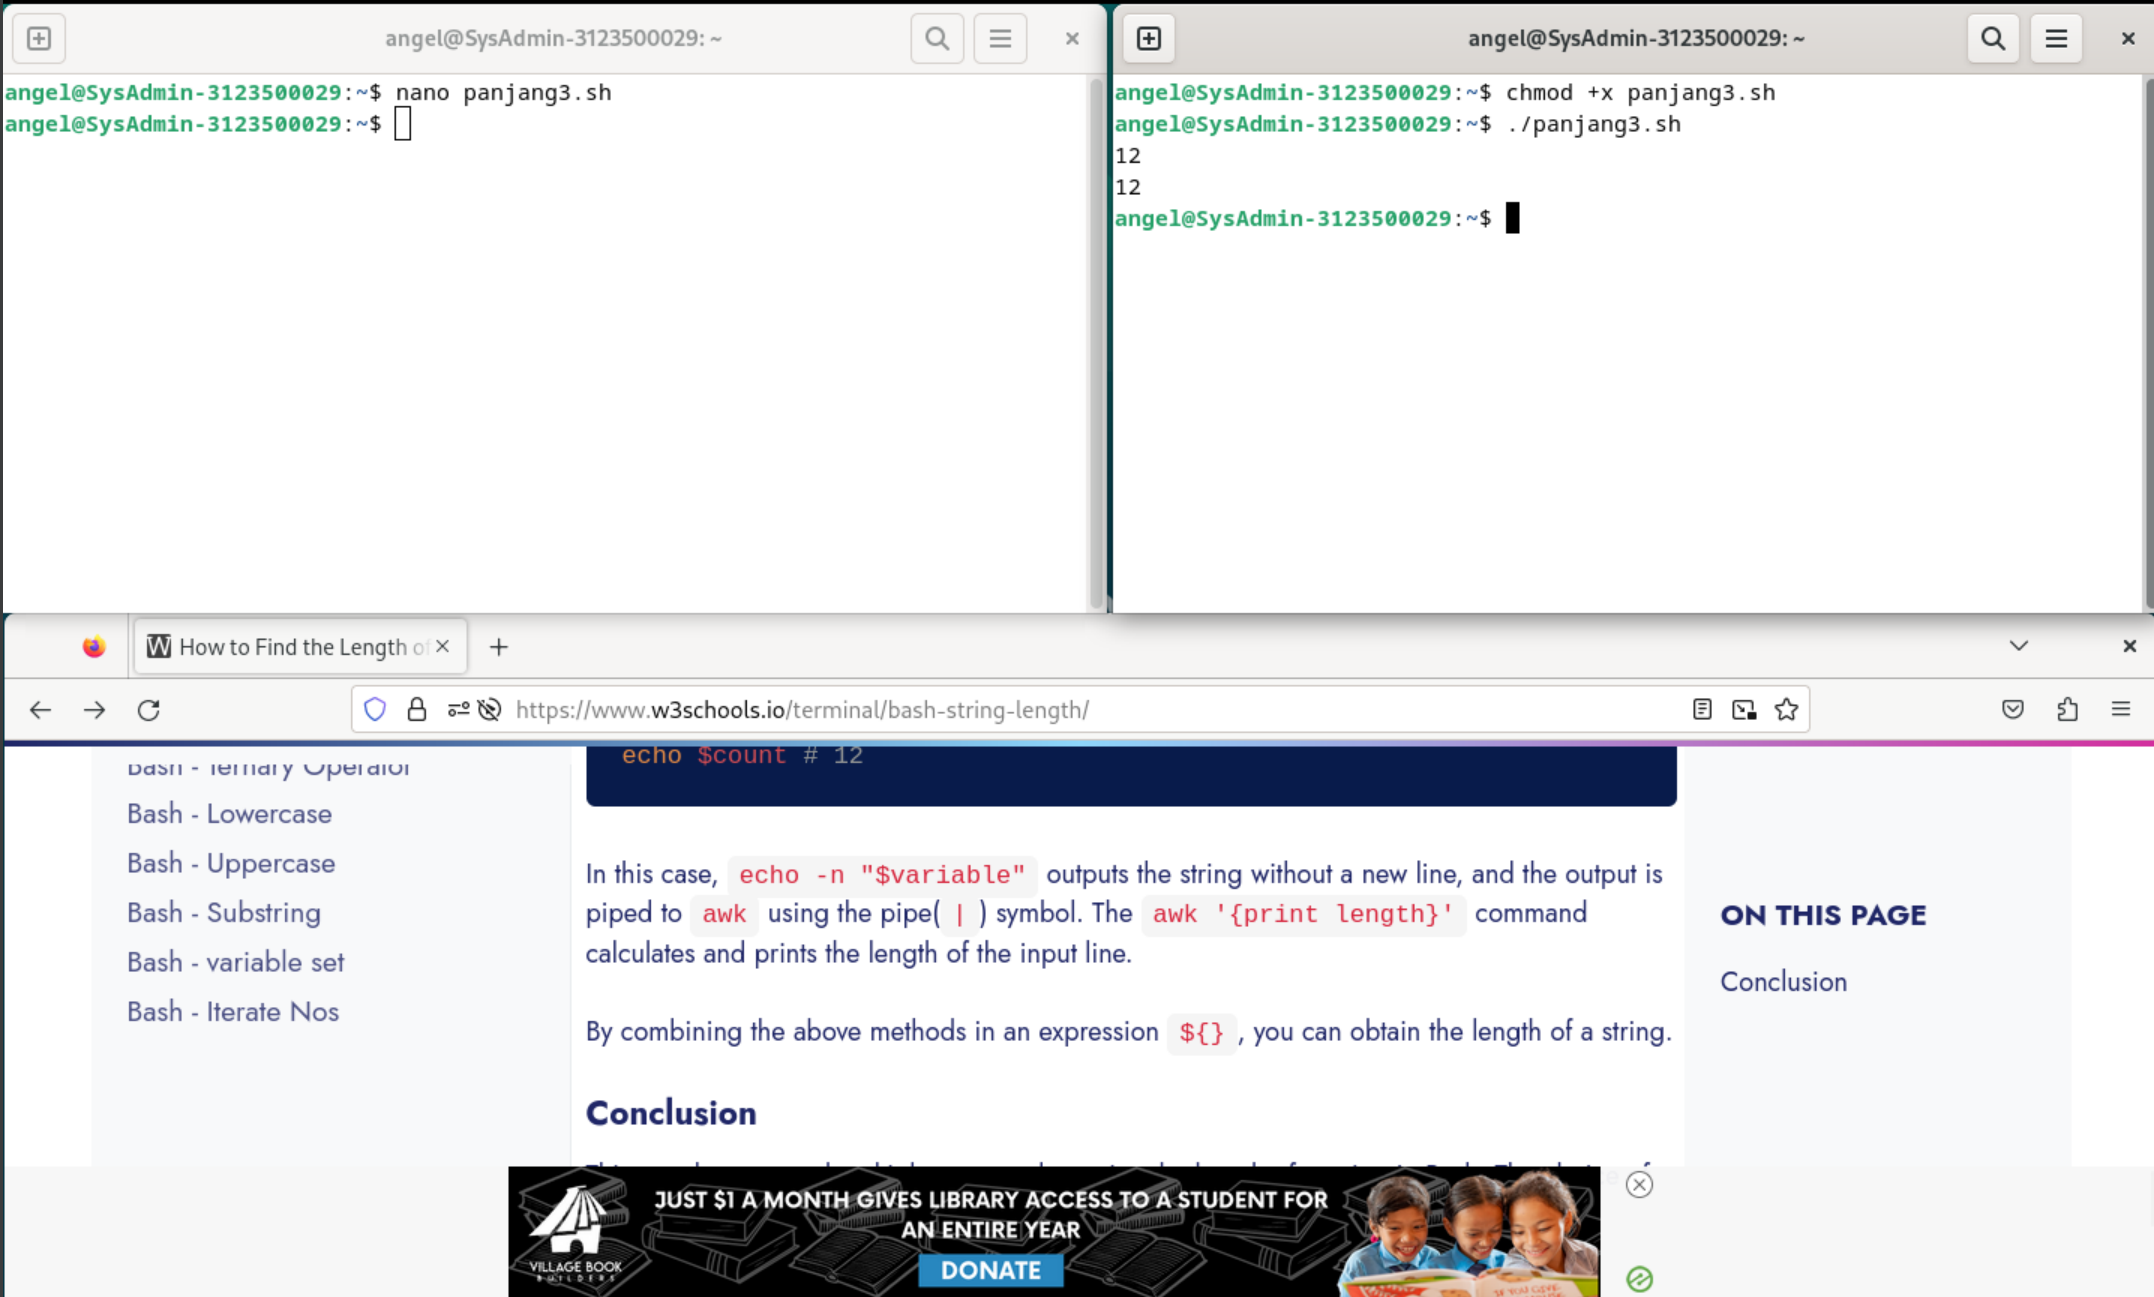 angel@SysAdmin-3123500029: ~
angel@SysAdmin-3123500029:~$ nano panjang3.sh
angel@SysAdmin-3123500029:~$
angel@SysAdmin-3123500029: ~
angel@SysAdmin-3123500029:~$ chmod +x panjang3.sh
angel@SysAdmin-3123500029:~$ ./panjang3.sh
12
12
angel@SysAdmin-3123500029:~$
W How to Find the Length of
https://www.w3schools.io/terminal/bash-string-length/
Bash - Ternary Operator
Bash - Lowercase
Bash - Uppercase
Bash - Substring
Bash - variable set
Bash - Iterate Nos
echo $count # 12
In this case, echo -n "$variable" outputs the string without a new line, and the output is
piped to awk using the pipe( | ) symbol. The awk '{print length}' command
calculates and prints the length of the input line.
By combining the above methods in an expression ${} , you can obtain the length of a string.
Conclusion
ON THIS PAGE
Conclusion
JUST $1 A MONTH GIVES LIBRARY ACCESS TO A STUDENT FOR
AN ENTIRE YEAR
DONATE
VILLAGE BOOK
BUILDERS